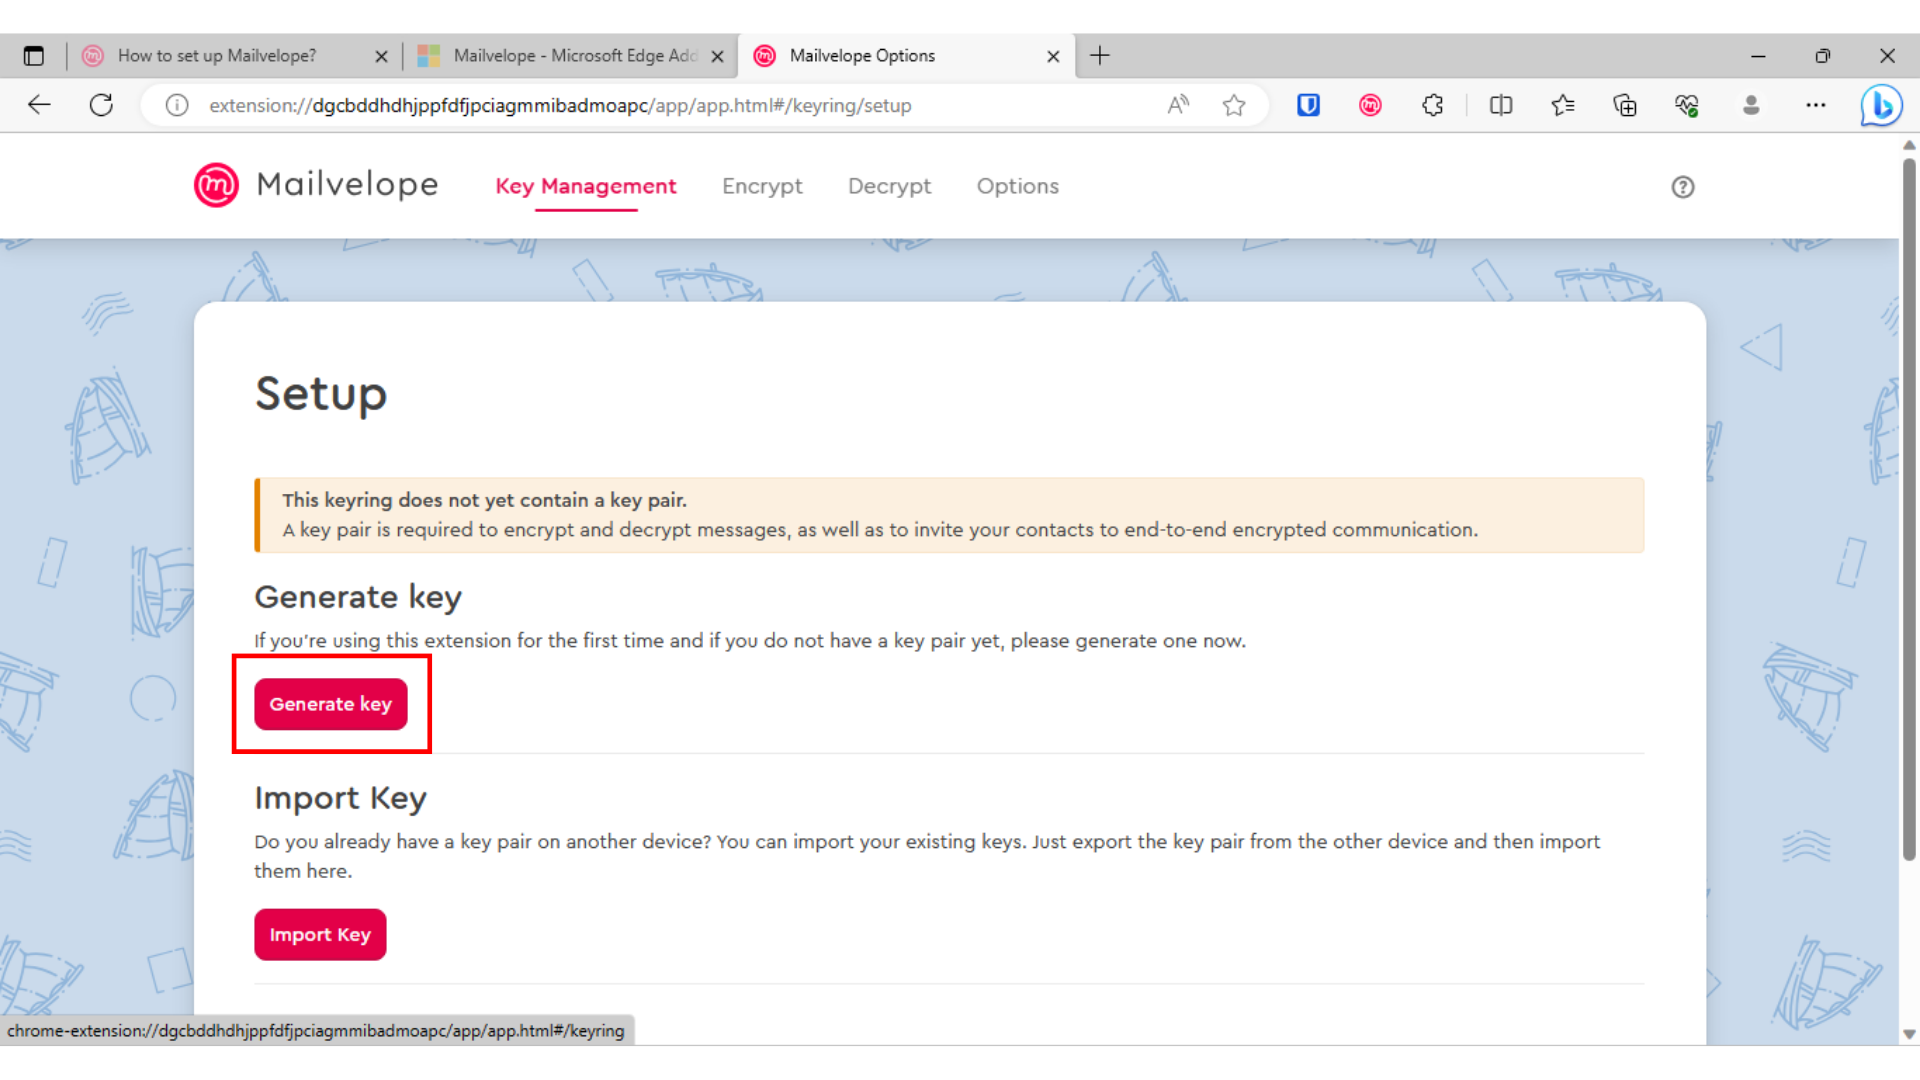 How to set up Mailvelope?
Mailvelope - Microsoft Edge Add
Mailvelope Options
extension://dgcbddhdhjppfdfjpciagmmibadmoapc/app/app.html#/keyring/setup
Mailvelope
Key Management
Encrypt
Decrypt
Options
Setup
This keyring does not yet contain a key pair.
A key pair is required to encrypt and decrypt messages, as well as to invite your contacts to end-to-end encrypted communication.
Generate key
If you're using this extension for the first time and if you do not have a key pair yet, please generate one now.
Generate key
Import Key
Do you already have a key pair on another device? You can import your existing keys. Just export the key pair from the other device and then import
them here.
Import Key
chrome-extension://dgcbddhdhjppfdfjpciagmmibadmoapc/app/app.html#/keyring